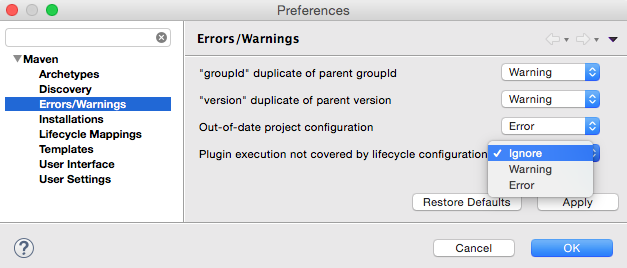 Preferences
Errors/Warnings
Maven
Archetypes
Discovery
Errors/Warnings
Installations
Lifecycle Mappings
Templates
User Interface
User Settings
"groupId" duplicate of parent groupId Warning
"version" duplicate of parent version Warning
Out-of-date project configuration Error
Plugin execution not covered by lifecycle configuration ✓ Ignore
Warning
Error
Restore Defaults Apply
? Cancel OK